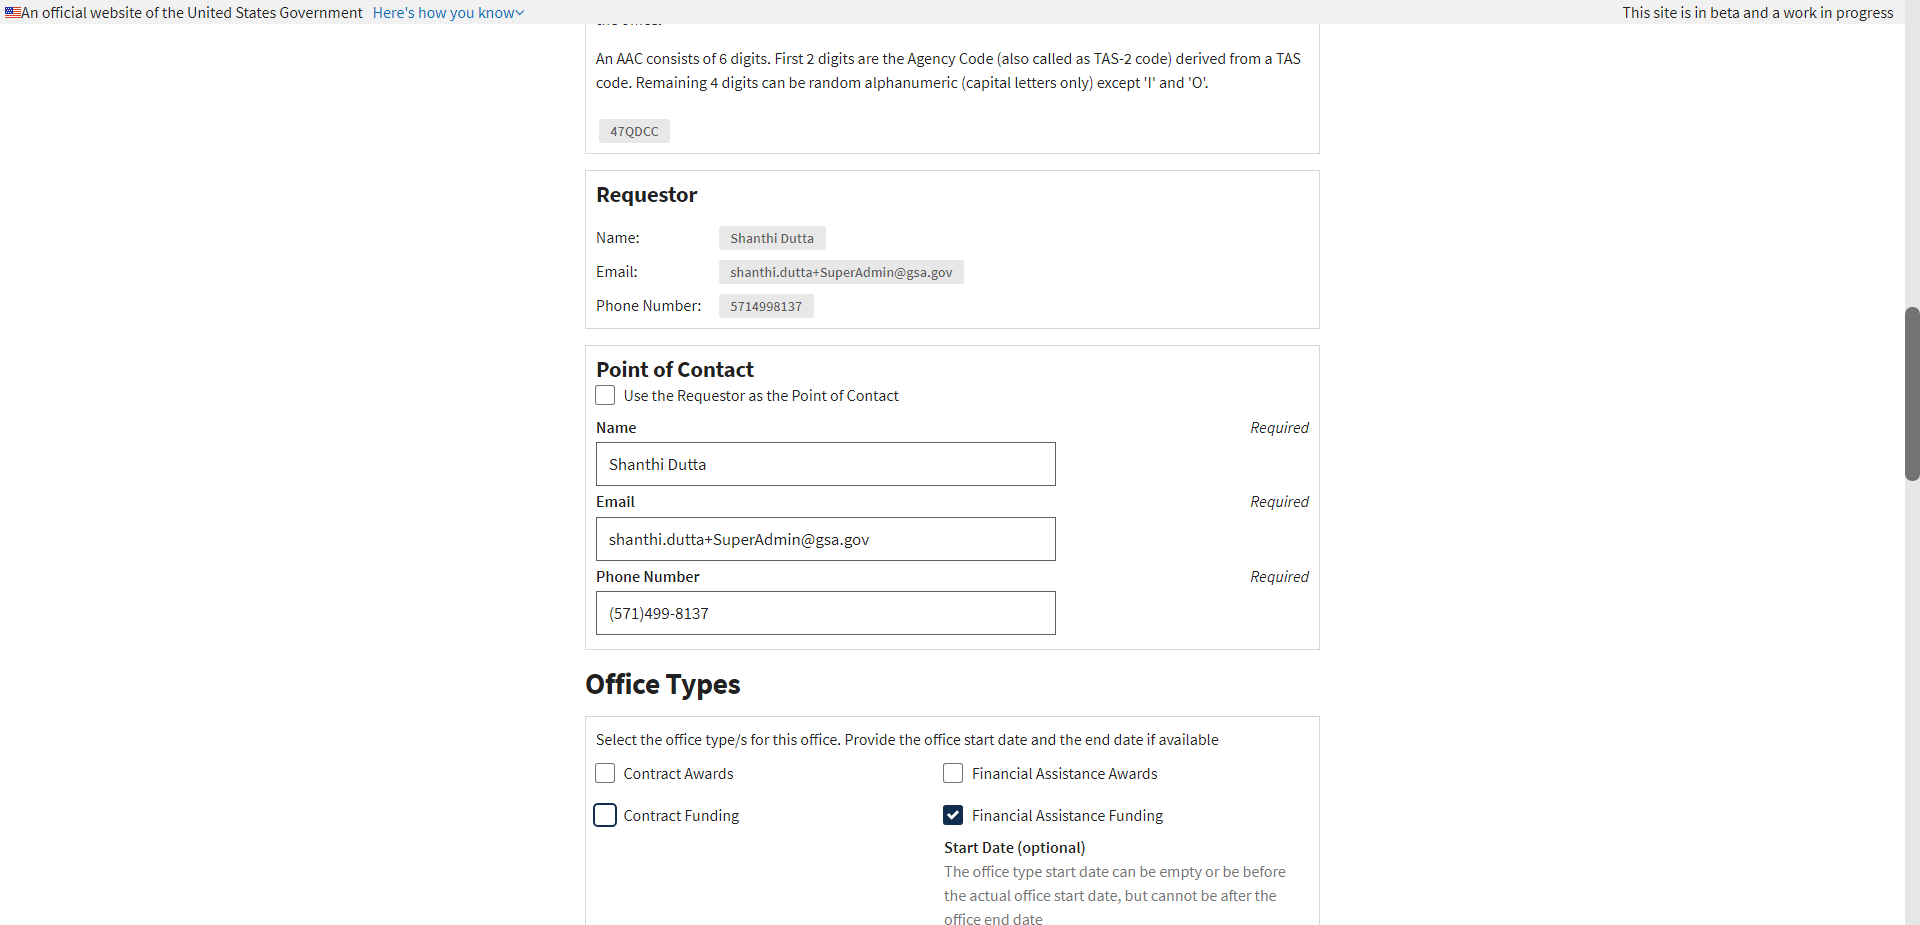 An official website of the United States Government Here's how you know
This site is in beta and a work in progress
the office.
An AAC consists of 6 digits. First 2 digits are the Agency Code (also called as TAS-2 code) derived from a TAS
code. Remaining 4 digits can be random alphanumeric (capital letters only) except 'I' and 'O'.
47QDCC
Requestor
Name: Shanthi Dutta
Email: shanthi.dutta+SuperAdmin@gsa.gov
Phone Number: 5714998137
Point of Contact
Use the Requestor as the Point of Contact
Name Required
Shanthi Dutta
Email Required
shanthi.dutta+SuperAdmin@gsa.gov
Phone Number Required
(571)499-8137
Office Types
Select the office type/s for this office. Provide the office start date and the end date if available
Contract Awards Financial Assistance Awards
Contract Funding Financial Assistance Funding
Start Date (optional)
The office type start date can be empty or be before
the actual office start date, but cannot be after the
office end date